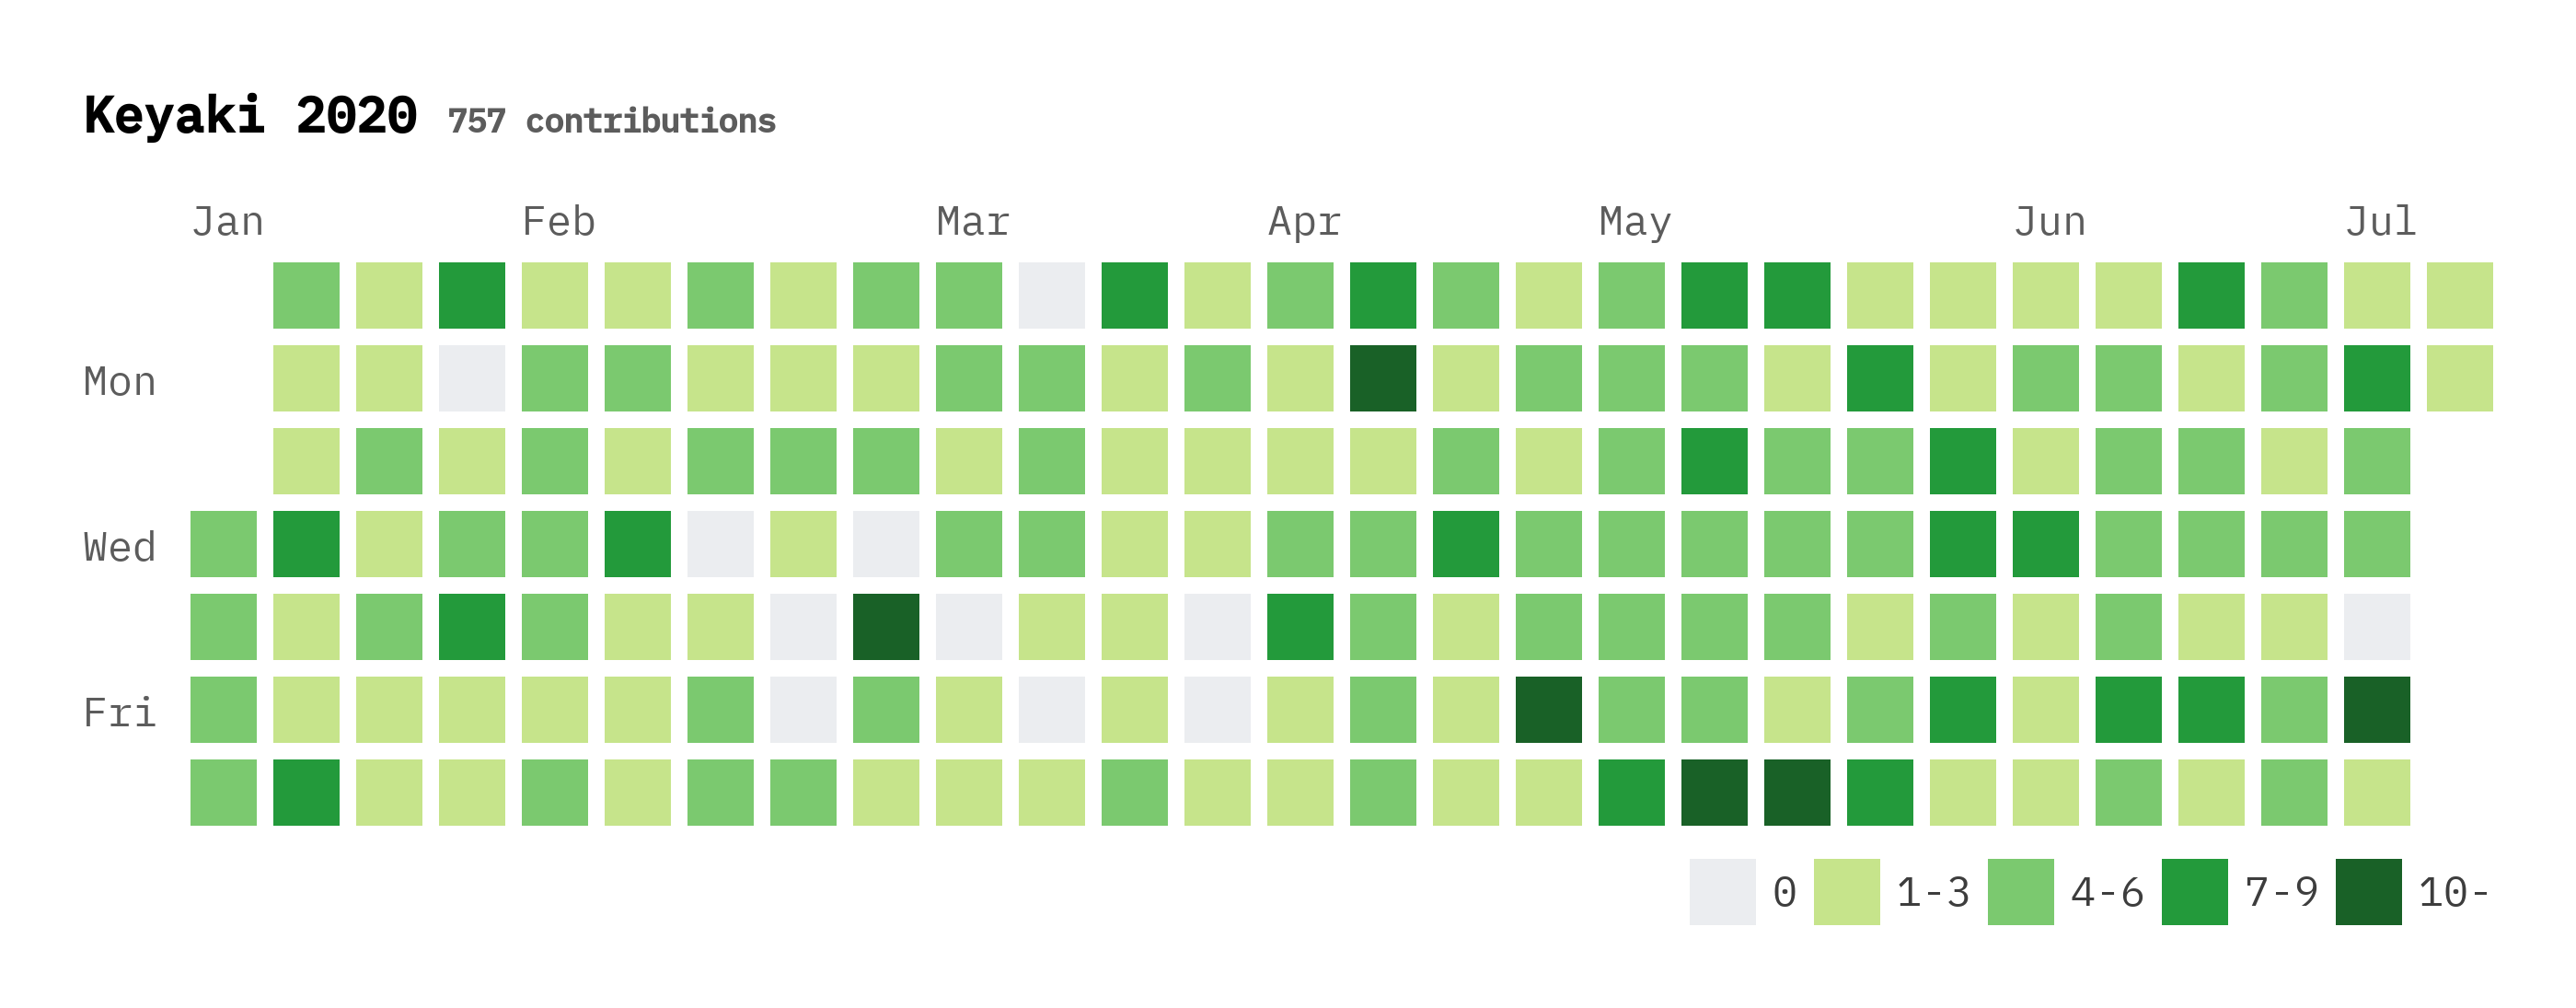 Keyaki 2020 757 contributions
Jan Feb Mar Apr May Jun Jul
Mon
Wed
Fri
0 1-3 4-6 7-9 10-